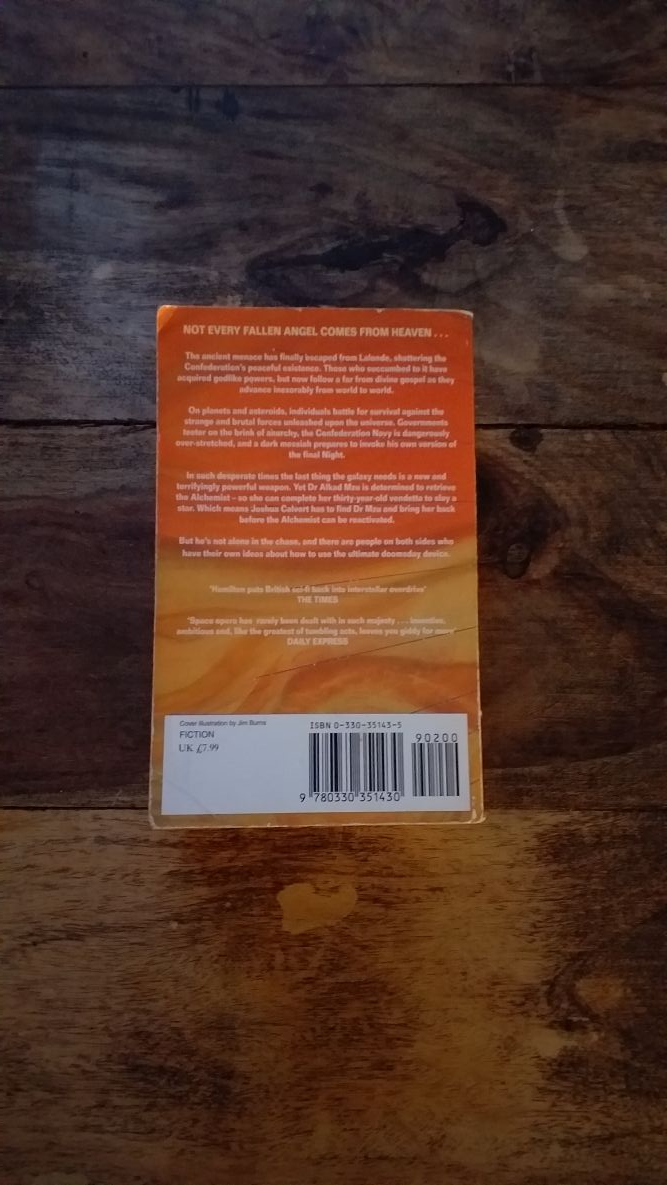 NOT EVERY FALLEN ANGEL COMES FROM HEAVEN . . .
The ancient menace has finally escaped from Lalonde, shattering the
Confederation's peaceful existence. Those who succumbed to it have
acquired godlike powers, but now follow a far from divine gospel as they
advance inexorably from world to world.
On planets and asteroids, individuals battle for survival against the
strange and brutal forces unleashed upon the universe. Governments
teeter on the brink of anarchy, the Confederation Navy is dangerously
over-stretched, and a dark messiah prepares to invoke his own version of
the final Night.
In such desperate times the last thing the galaxy needs is a new and
terrifyingly powerful weapon. Yet Dr Alkad Mzu is determined to retrieve
the Alchemist – so she can complete her thirty-year-old vendetta to slay a
star. Which means Joshua Calvert has to find Dr Mzu and bring her back
before the Alchemist can be reactivated.
But he's not alone in the chase, and there are people on both sides who
have their own ideas about how to use the ultimate doomsday device.
'Hamilton puts British sci-fi back into interstellar overdrive'
THE TIMES
'Space opera has rarely been dealt with in such majesty . . . inventive,
ambitious and, like the greatest of tumbling acts, leaves you giddy for more'
DAILY EXPRESS
Cover illustration by Jim Burns
FICTION
UK £7.99
ISBN 0-330-35143-5
90200
9 780330 351430